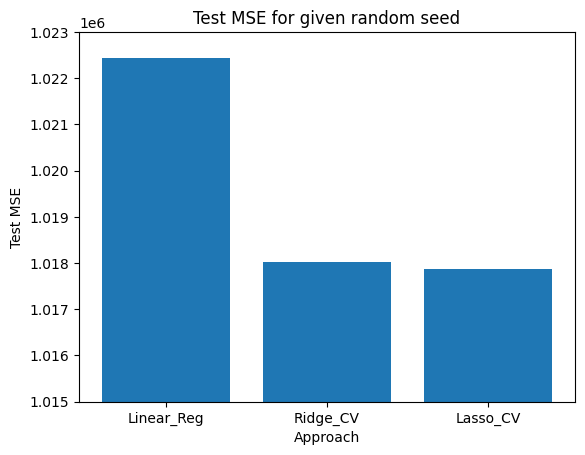 Test MSE for given random seed
1e6
1.023
1.022
1.021
1.020
1.019
1.018
1.017
1.016
1.015
Test MSE
Linear_Reg
Ridge_CV
Lasso_CV
Approach